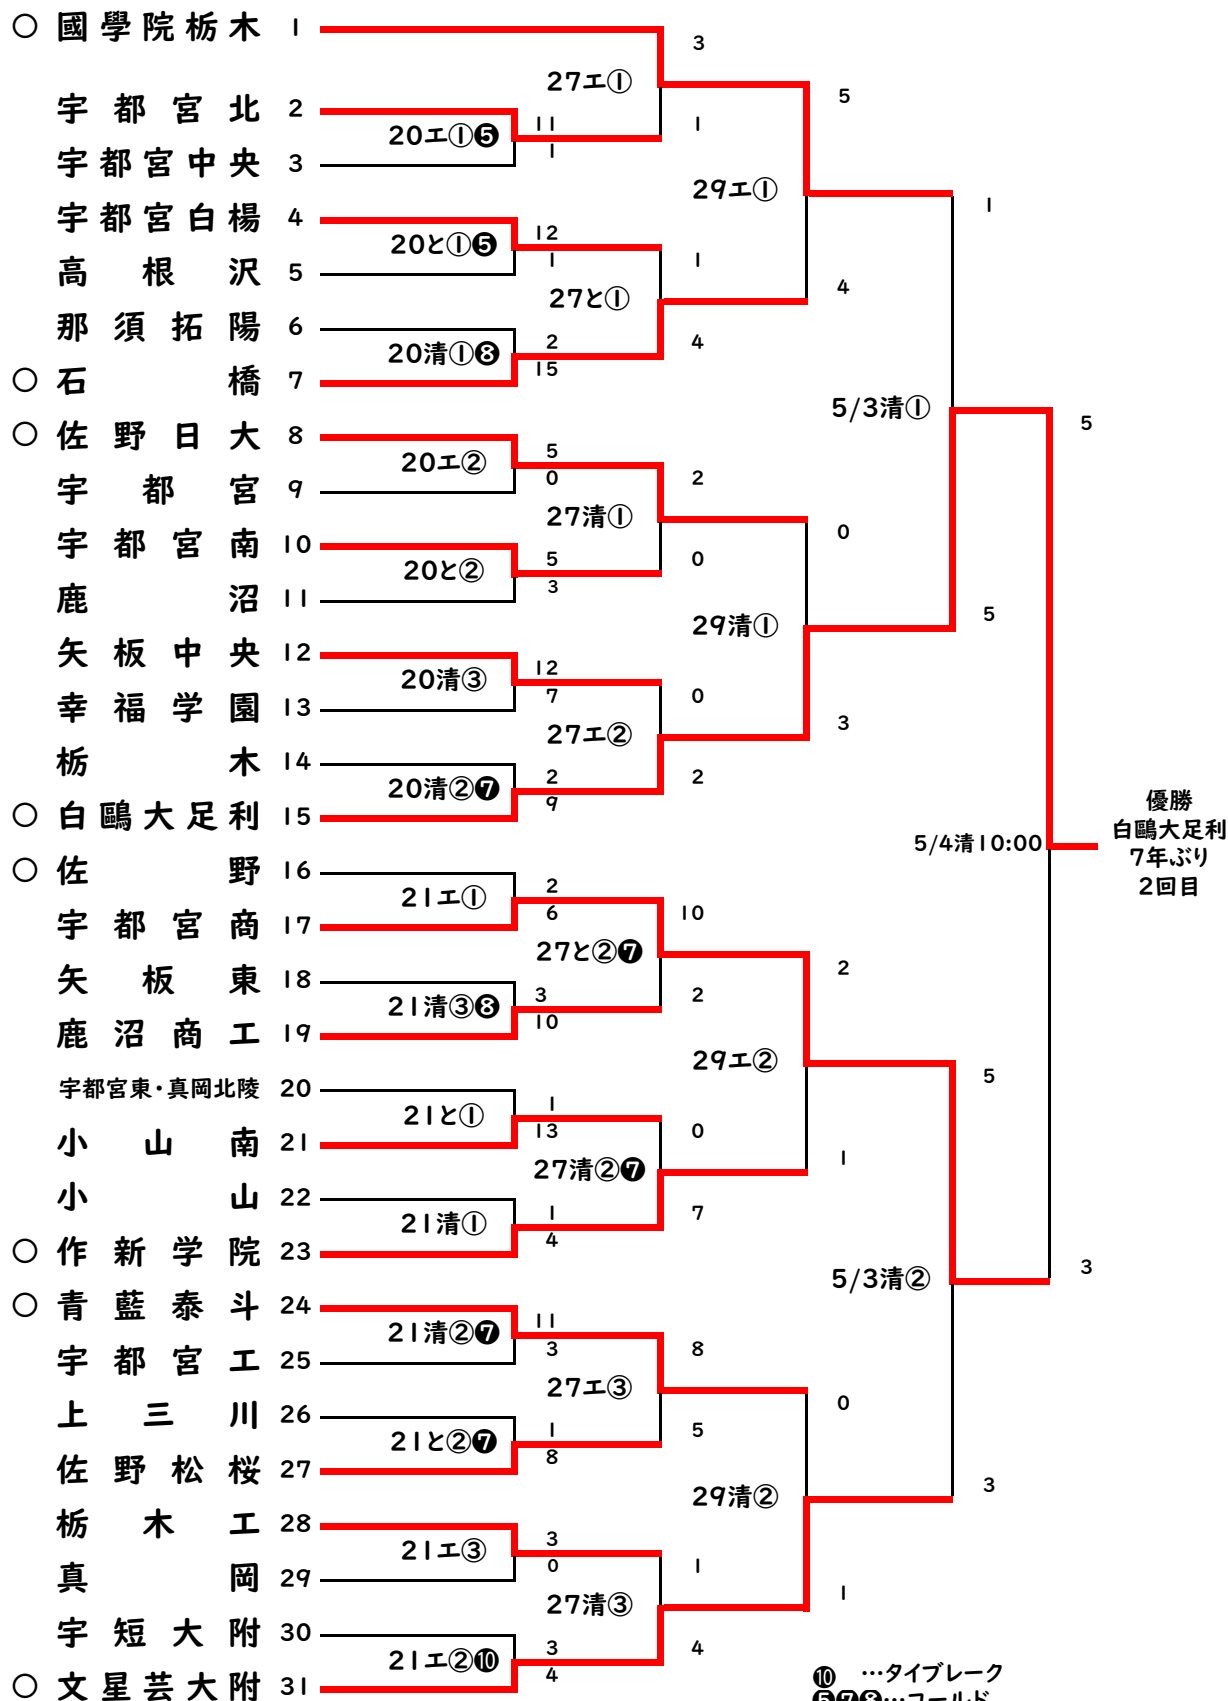 ○ 國學院栃木 1
3
27エ①
5
宇都宮北 2
11
1
20エ①❺
1
宇都宮中央 3
29エ①
1
宇都宮白楊 4
12
20と①❺
1
1
高根沢 5
4
27と①
那須拓陽 6
2
4
20清①❽
15
○ 石橋 7
5/3清①
5
○ 佐野日大 8
5
20エ②
0
2
宇都宮 9
27清①
0
宇都宮南 10
5
0
20と②
3
鹿沼 11
5
29清①
矢板中央 12
12
20清③
7
0
幸福学園 13
3
27エ②
栃木 14
2
2
20清②❼
9
○ 白鷗大足利 15
優勝
白鷗大足利
7年ぶり
2回目
5/4清10:00
○ 佐野 16
2
21エ①
6
10
宇都宮商 17
27と②❼
2
矢板東 18
3
2
21清③❽
10
鹿沼商工 19
29エ②
5
宇都宮東・真岡北陵 20
1
21と①
13
0
小山南 21
1
27清②❼
小山 22
1
7
21清①
4
○ 作新学院 23
5/3清②
3
○ 青藍泰斗 24
11
21清②❼
3
8
宇都宮工 25
27エ③
0
上三川 26
1
5
21と②❼
8
佐野松桜 27
3
29清②
栃木工 28
3
21エ③
0
1
真岡 29
1
27清③
宇短大附 30
3
4
21エ②❿
4
○ 文星芸大附 31
❿ …タイブレーク
❺❼❽…コールド